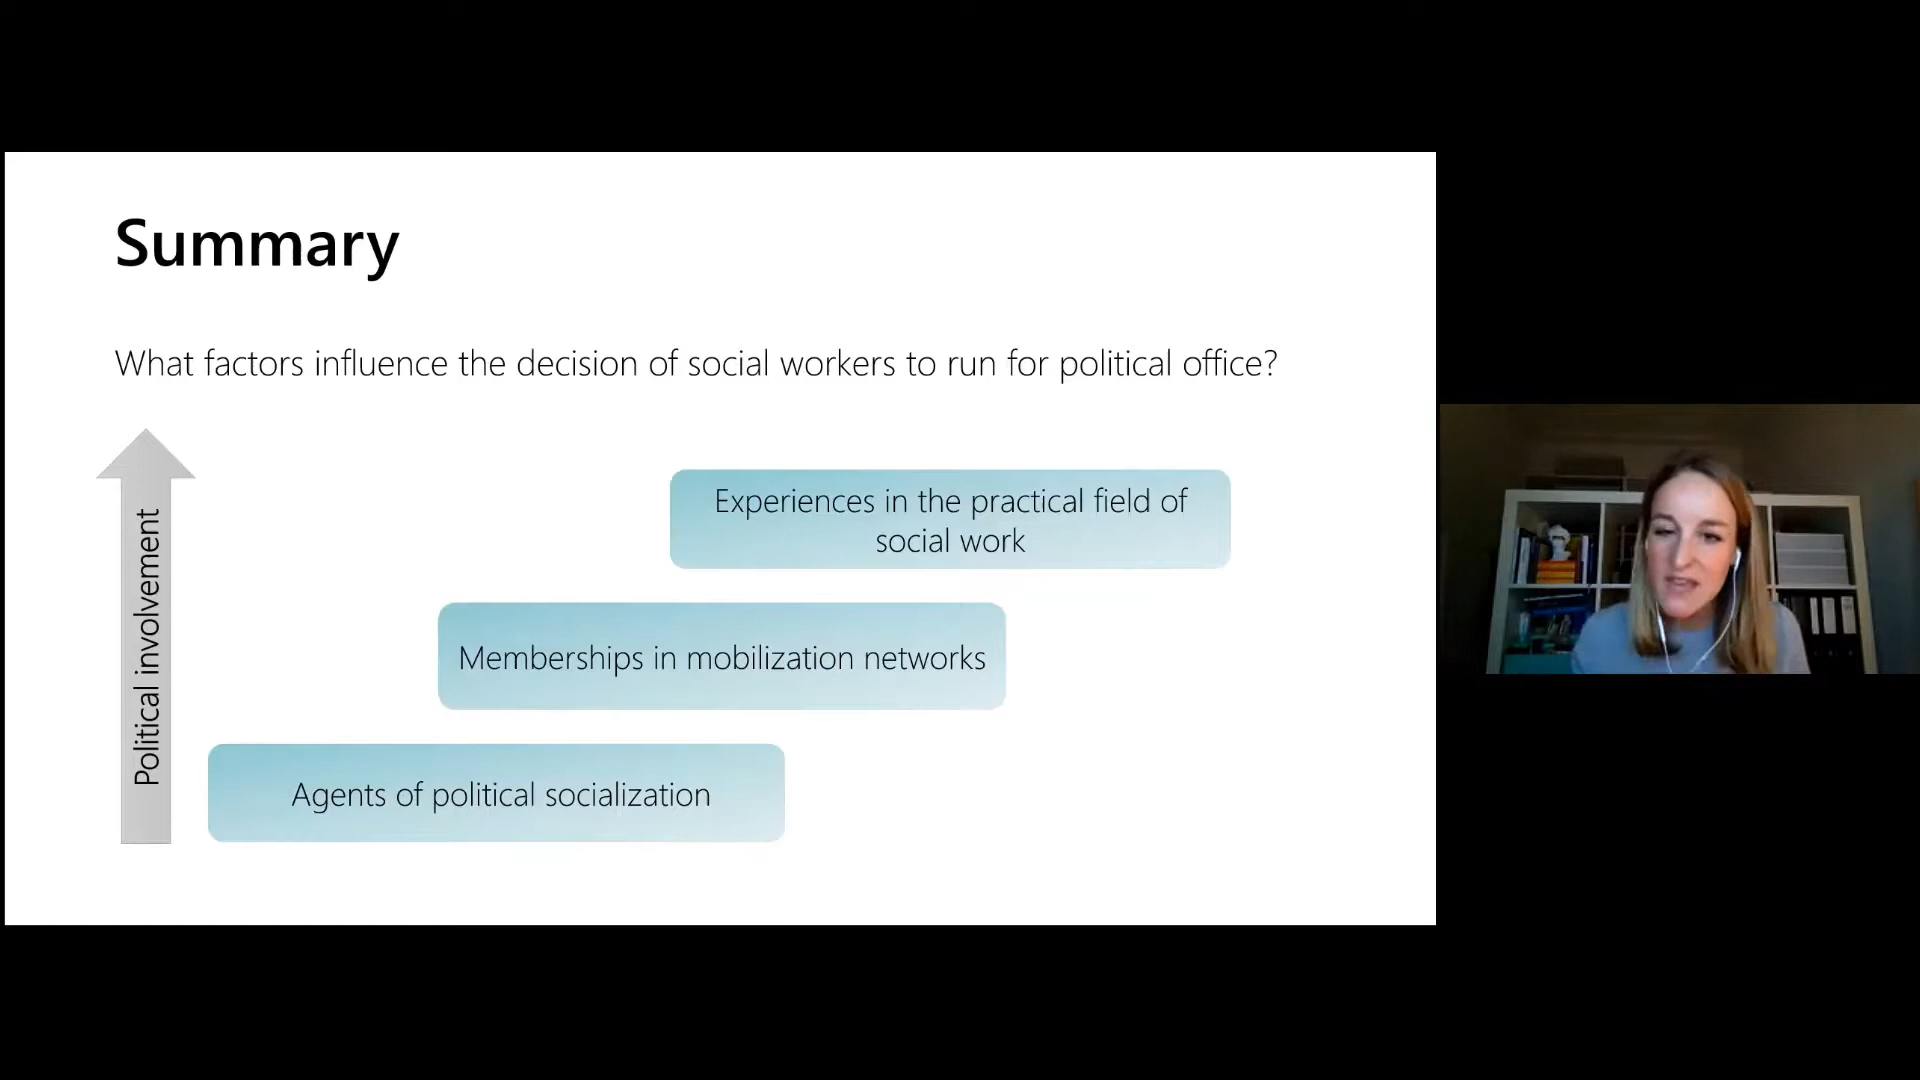 Summary
What factors influence the decision of social workers to run for political office?
Political involvement
Experiences in the practical field of
social work
Memberships in mobilization networks
Agents of political socialization